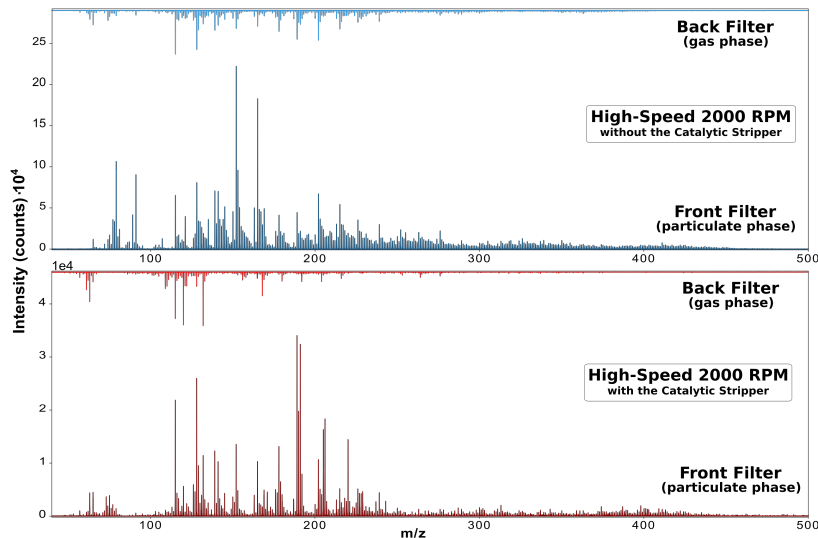 Back Filter
(gas phase)
25
20
15
10
5
0
High-Speed 2000 RPM
without the Catalytic Stripper
Front Filter
(particulate phase)
100
200
300
400
500
Intensity (counts) ·10⁴
1e4
Back Filter
(gas phase)
4
3
2
1
0
High-Speed 2000 RPM
with the Catalytic Stripper
Front Filter
(particulate phase)
100
200
300
400
500
m/z